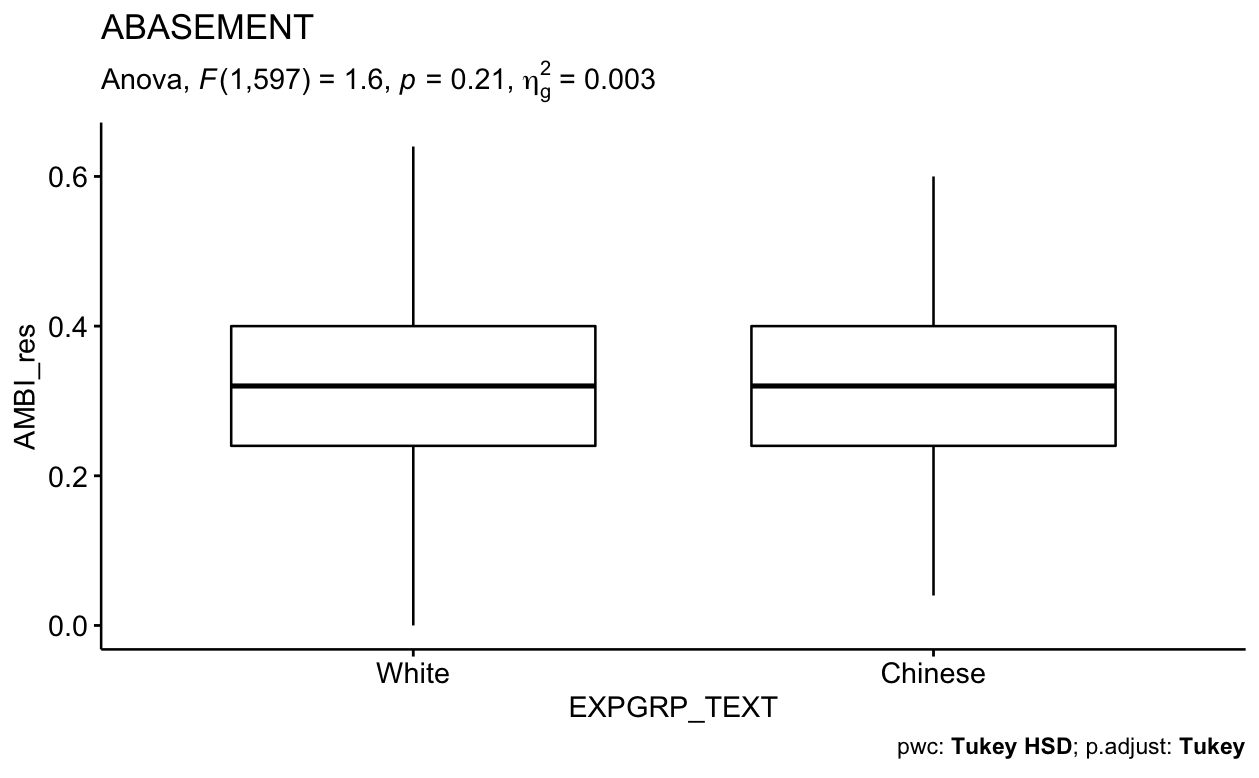 ABASEMENT
Anova, F(1,597) = 1.6, p = 0.21, η²g = 0.003
0.6
0.4
0.2
0.0
AMBI_res
White Chinese
EXPGRP_TEXT
pwc: Tukey HSD; p.adjust: Tukey